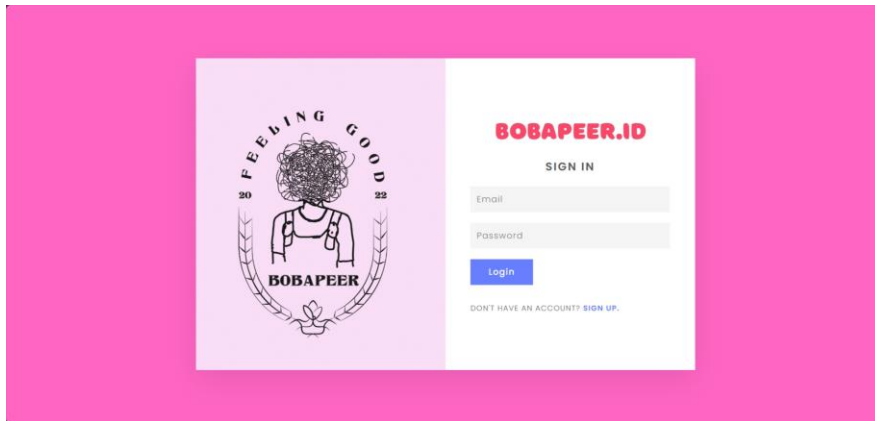 FEELING GOOD
20 22
BOBAPEER
BOBAPEER.ID
SIGN IN
Email
Password
Login
DON'T HAVE AN ACCOUNT? SIGN UP.